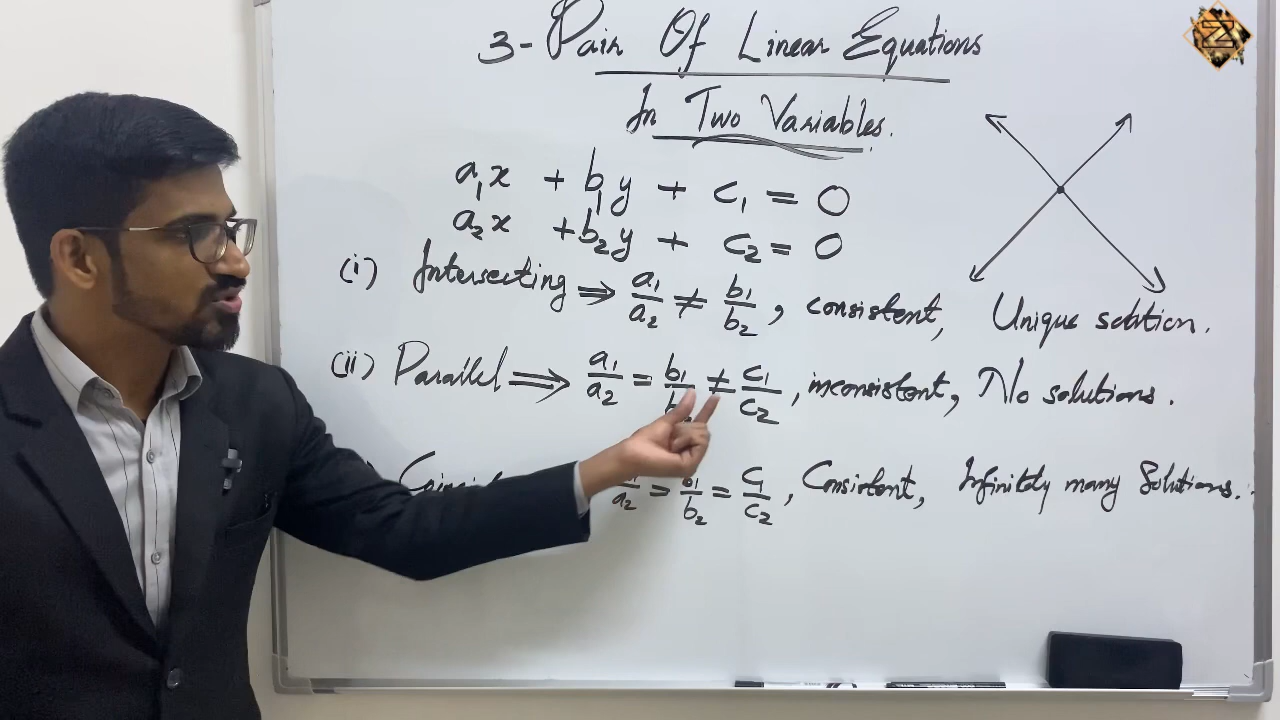 3- Pair Of Linear Equations
In Two Variables.
a₁x + b₁y + c₁ = 0
a₂x + b₂y + c₂ = 0
(i) Intersecting ⇒ a₁/a₂ ≠ b₁/b₂, consistent, Unique solution.
(ii) Parallel ⇒ a₁/a₂ = b₁/b₂ ≠ c₁/c₂, inconsistent, No solutions.
a₁/a₂ = b₁/b₂ = c₁/c₂, Consistent, Infinitely many Solutions.